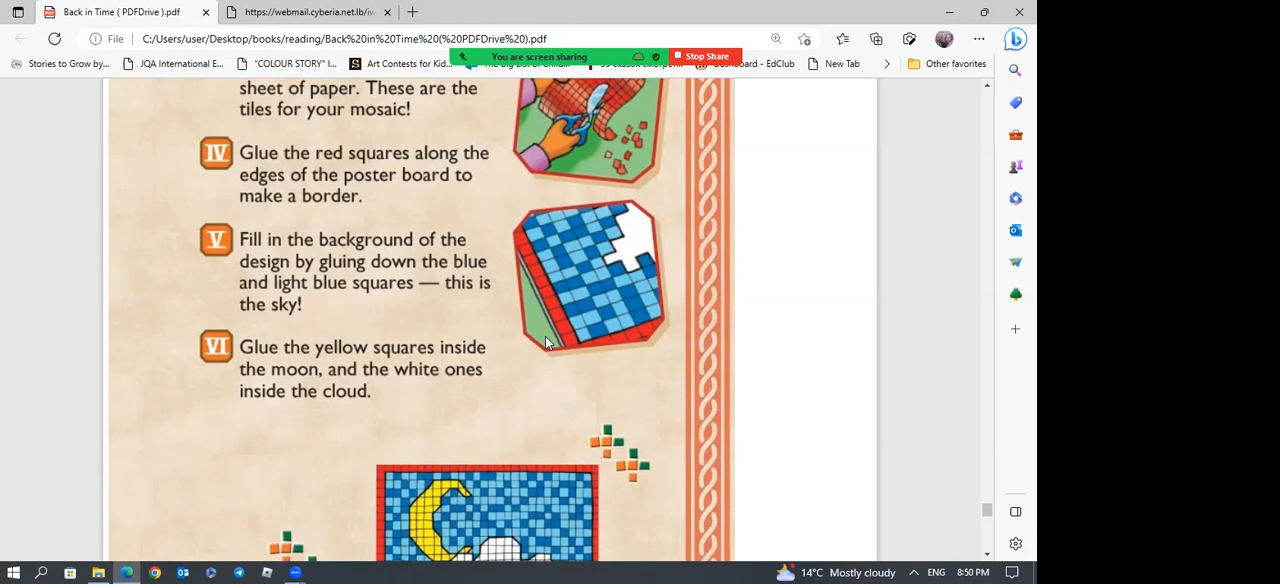 Back in Time ( PDFDrive ).pdf
https://webmail.cyberia.net.lb/iw
File
C:/Users/user/Desktop/books/reading/Back%20in%20Time%20(%20PDFDrive%20).pdf
You are screen sharing
Stop Share
Stories to Grow by...
JQA International E...
"COLOUR STORY" I...
Art Contests for Kid...
Dashboard - EdClub
New Tab
Other favorites
sheet of paper. These are the
tiles for your mosaic!
IV
Glue the red squares along the
edges of the poster board to
make a border.
V
Fill in the background of the
design by gluing down the blue
and light blue squares — this is
the sky!
VI
Glue the yellow squares inside
the moon, and the white ones
inside the cloud.
14°C Mostly cloudy
ENG
8:50 PM